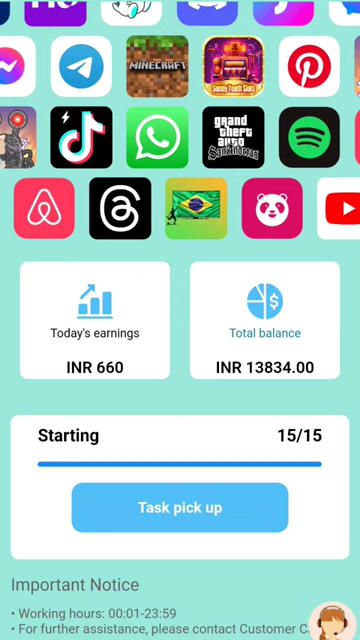 MINECRAFT
Sunny Youth Slots
grand
theft
auto
San Andreas
Today's earnings
Total balance
INR 660
INR 13834.00
Starting
15/15
Task pick up
Important Notice
• Working hours: 00:01-23:59
• For further assistance, please contact Customer